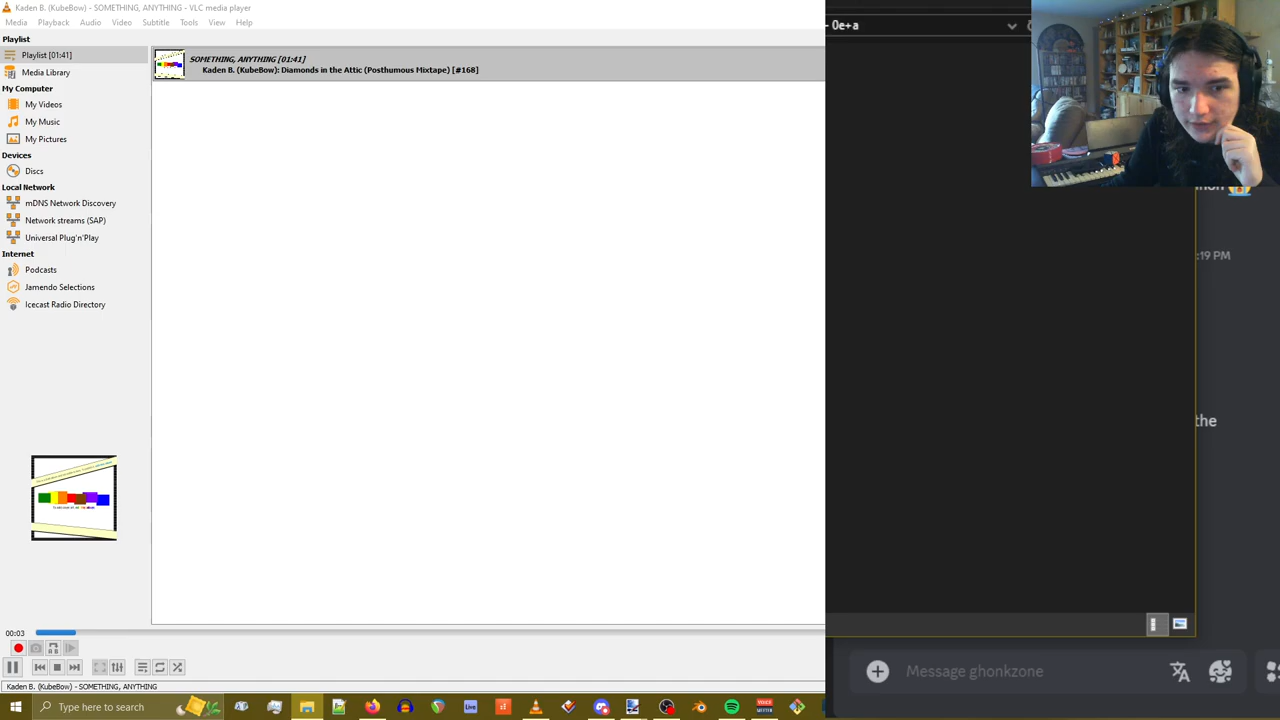 Kaden B. (KubeBow) - SOMETHING, ANYTHING - VLC media player
Media Playback Audio Video Subtitle Tools View Help
Playlist
Playlist [01:41]
Media Library
My Computer
My Videos
My Music
My Pictures
Devices
Discs
Local Network
mDNS Network Discovery
Network streams (SAP)
Universal Plug'n'Play
Internet
Podcasts
Jamendo Selections
Icecast Radio Directory
SOMETHING, ANYTHING [01:41]
Kaden B. (KubeBow): Diamonds in the Attic (Posthumous Mixtape) [#168]
00:03
Kaden B. (KubeBow) - SOMETHING, ANYTHING
- 0e+a
:19 PM
the
Message ghonkzone
Type here to search
Live